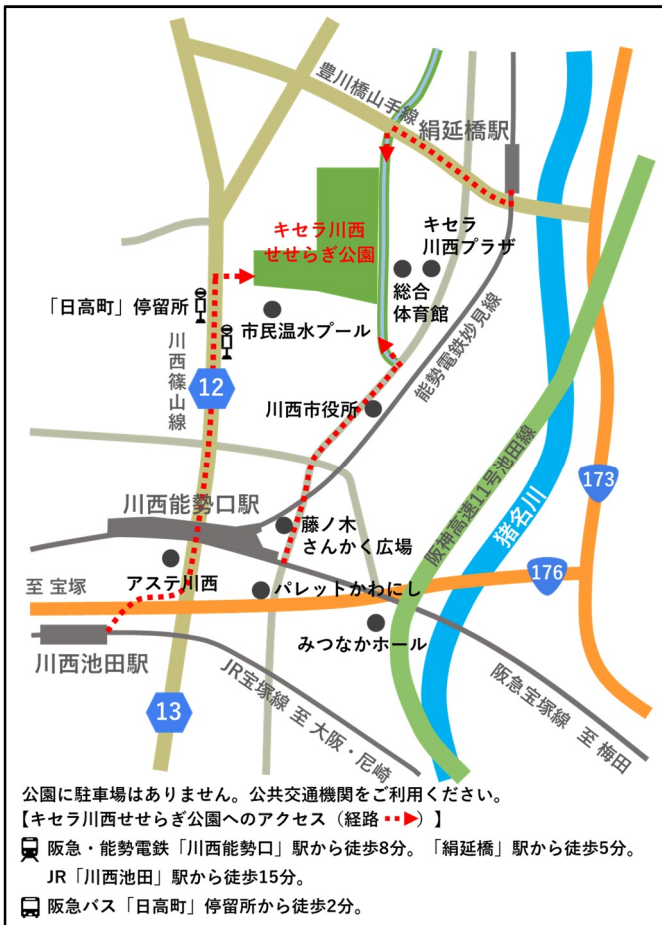 豊川橋山手線
絹延橋駅
キセラ川西
せせらぎ公園
キセラ
川西プラザ
総合
体育館
「日高町」停留所
市民温水プール
川西篠山線
12
能勢電鉄妙見線
川西市役所
阪神高速11号池田線
猪名川
173
川西能勢口駅
藤ノ木
さんかく広場
176
アステ川西
至 宝塚
パレットかわにし
みつなかホール
川西池田駅
JR宝塚線 至 大阪・尼崎
阪急宝塚線 至 梅田
13
公園に駐車場はありません。公共交通機関をご利用ください。
【キセラ川西せせらぎ公園へのアクセス（経路 ）】
阪急・能勢電鉄「川西能勢口」駅から徒歩8分。「絹延橋」駅から徒歩5分。
JR「川西池田」駅から徒歩15分。
阪急バス「日高町」停留所から徒歩2分。